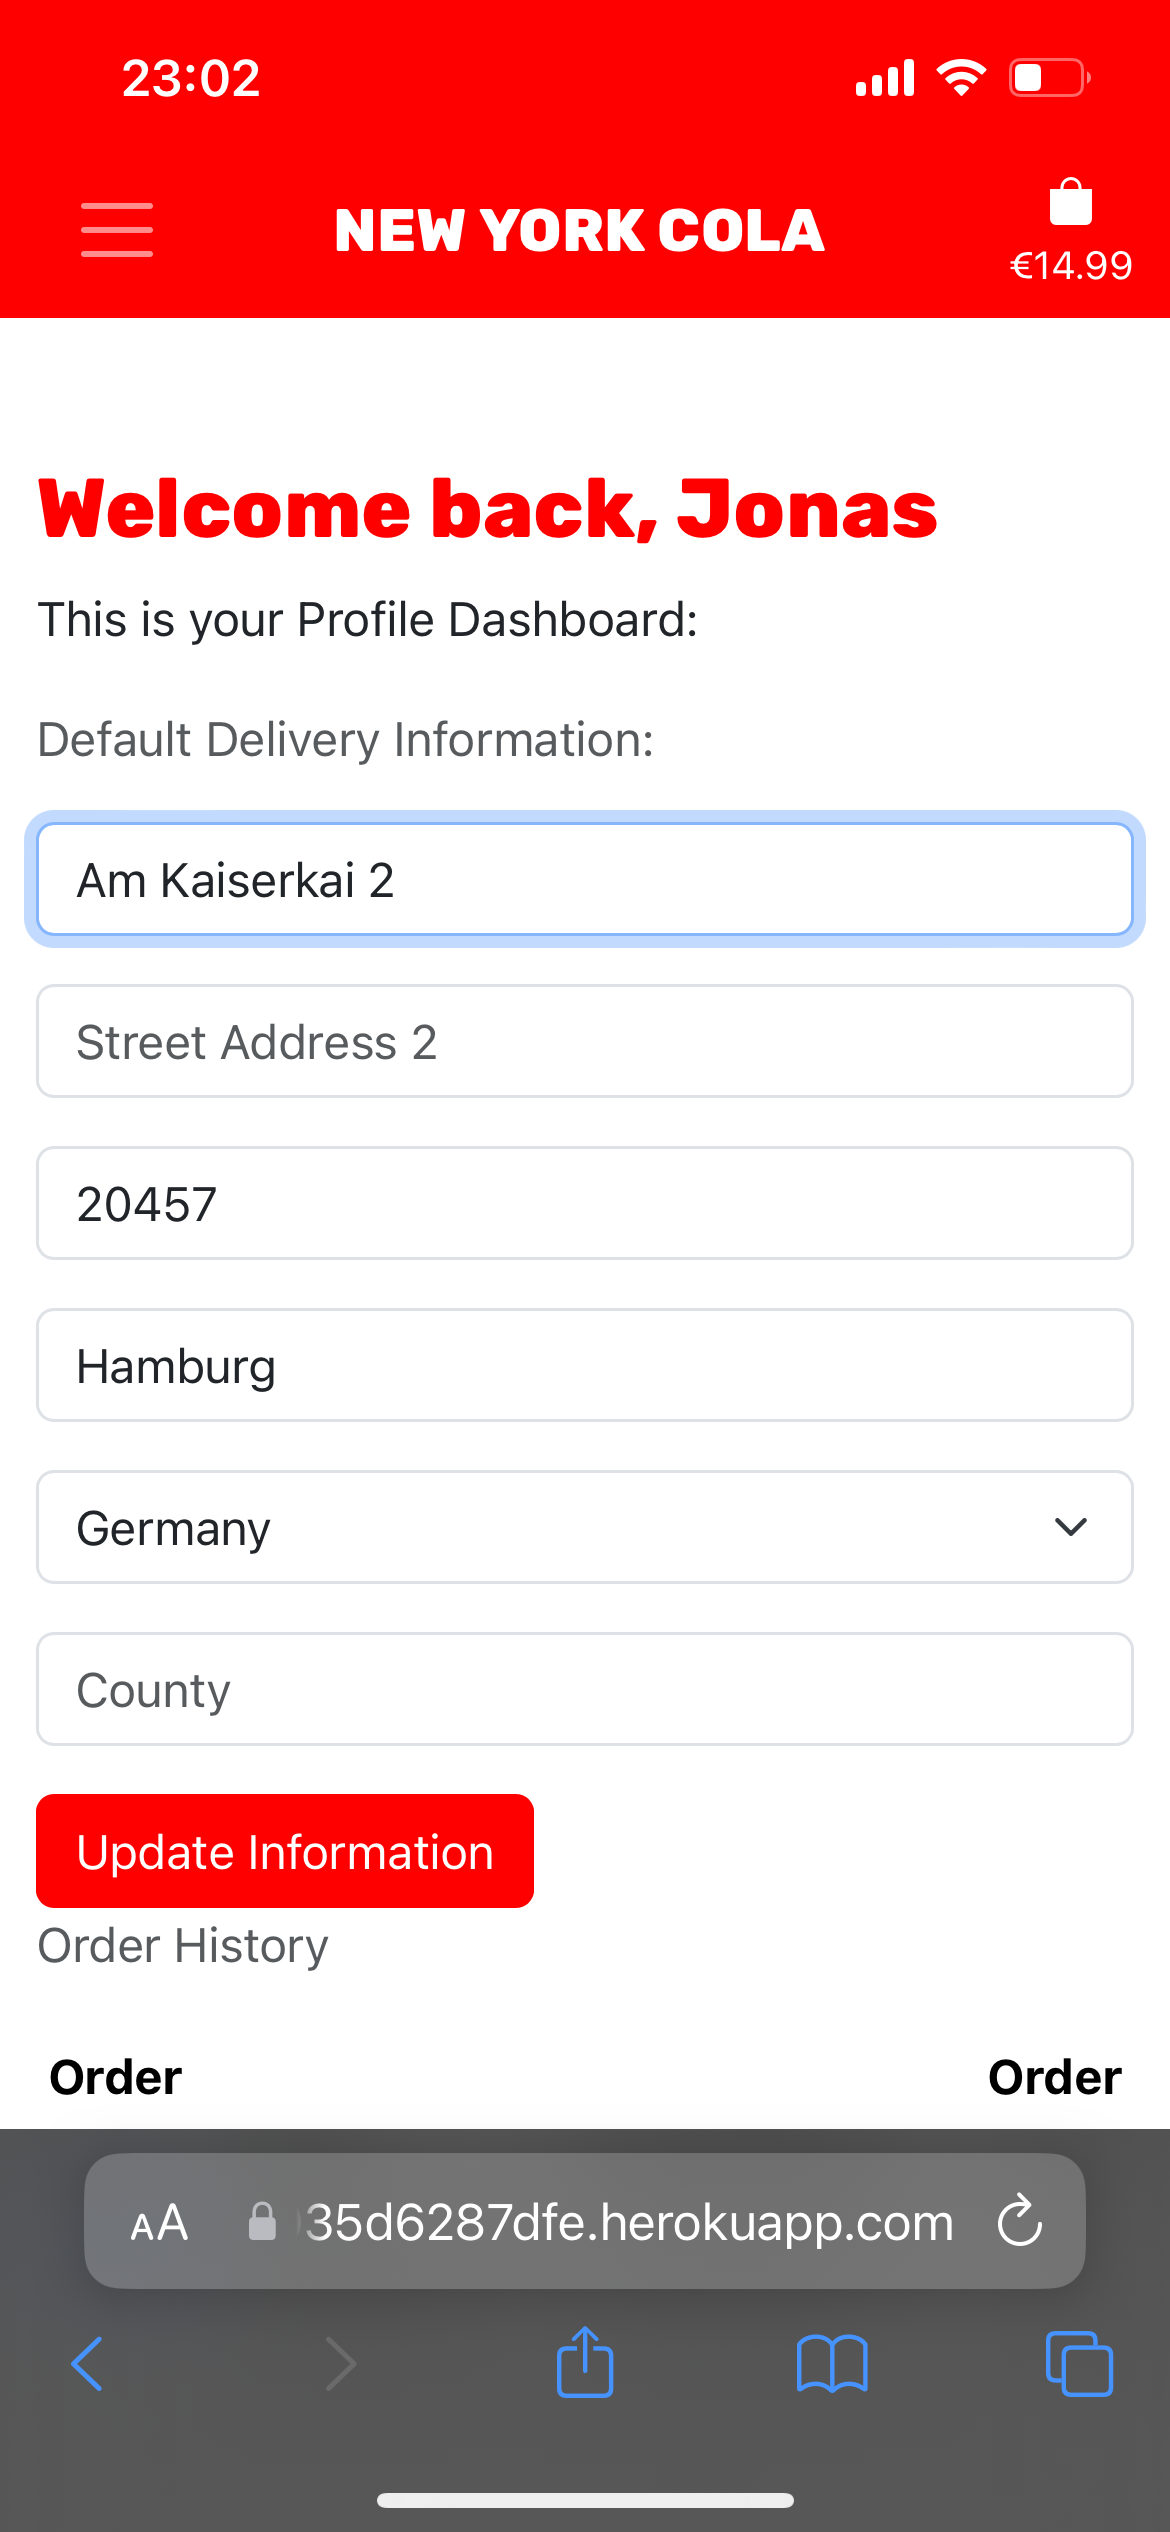 23:02
NEW YORK COLA
€14.99
Welcome back, Jonas
This is your Profile Dashboard:
Default Delivery Information:
Am Kaiserkai 2
Street Address 2
20457
Hamburg
Germany
County
Update Information
Order History
Order Order
AA 35d6287dfe.herokuapp.com